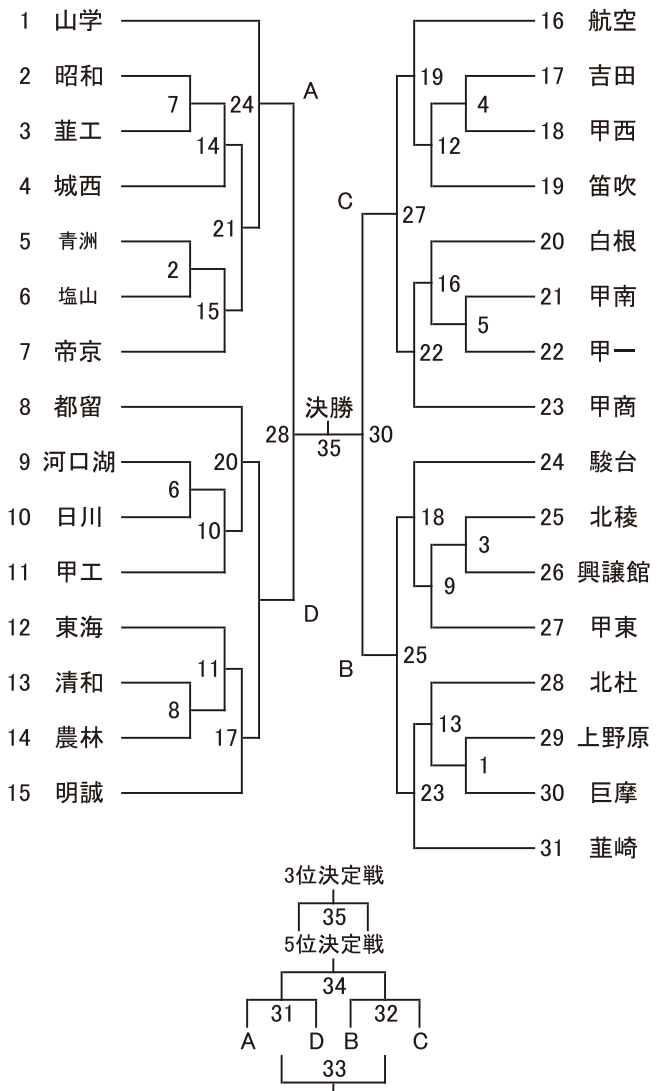 1 山学
2 昭和
3 韮工
4 城西
5 青洲
6 塩山
7 帝京
8 都留
9 河口湖
10 日川
11 甲工
12 東海
13 清和
14 農林
15 明誠
7
2
6
8
14
15
10
11
24
21
20
17
A
D
28
決勝
35
30
C
B
27
25
19
22
18
23
12
16
9
13
4
5
3
1
16 航空
17 吉田
18 甲西
19 笛吹
20 白根
21 甲南
22 甲一
23 甲商
24 駿台
25 北稜
26 興譲館
27 甲東
28 北杜
29 上野原
30 巨摩
31 韮崎
3位決定戦
35
5位決定戦
34
31 32
A D B C
33